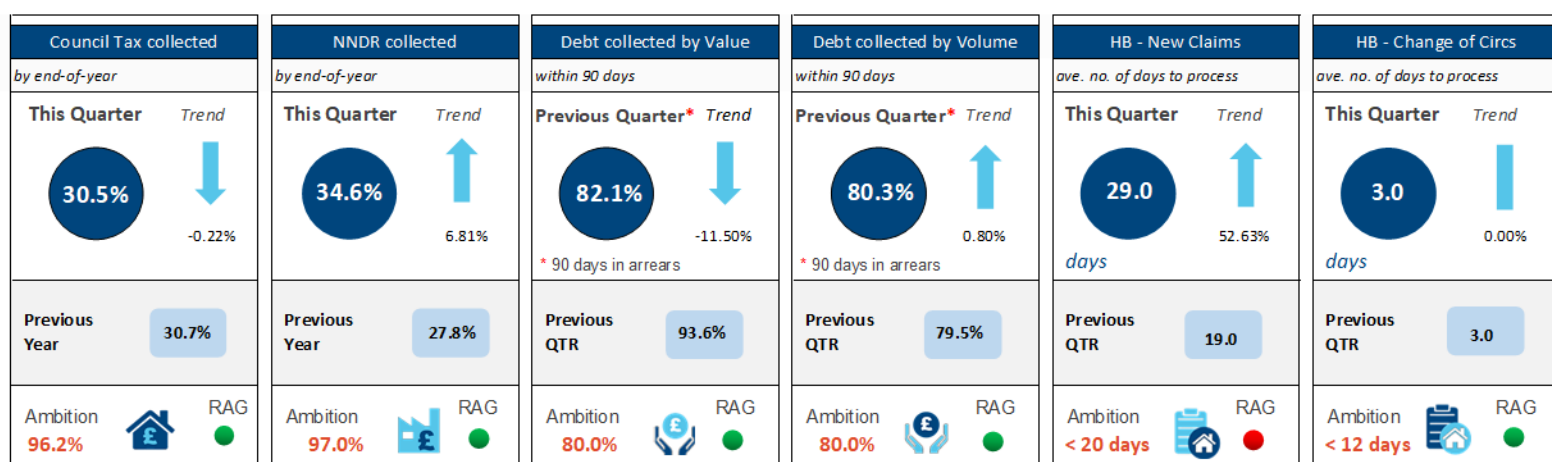 Council Tax collected
by end-of-year
This Quarter Trend
30.5%
-0.22%
Previous
Year
30.7%
Ambition
96.2%
£
RAG
NNDR collected
by end-of-year
This Quarter Trend
34.6%
6.81%
Previous
Year
27.8%
Ambition
97.0%
£
RAG
Debt collected by Value
within 90 days
Previous Quarter* Trend
82.1%
-11.50%
* 90 days in arrears
Previous
QTR
93.6%
Ambition
80.0%
£
RAG
Debt collected by Volume
within 90 days
Previous Quarter* Trend
80.3%
0.80%
* 90 days in arrears
Previous
QTR
79.5%
Ambition
80.0%
£
RAG
HB - New Claims
ave. no. of days to process
This Quarter Trend
29.0
52.63%
days
Previous
QTR
19.0
Ambition
< 20 days
RAG
HB - Change of Circs
ave. no. of days to process
This Quarter Trend
3.0
0.00%
days
Previous
QTR
3.0
Ambition
< 12 days
RAG